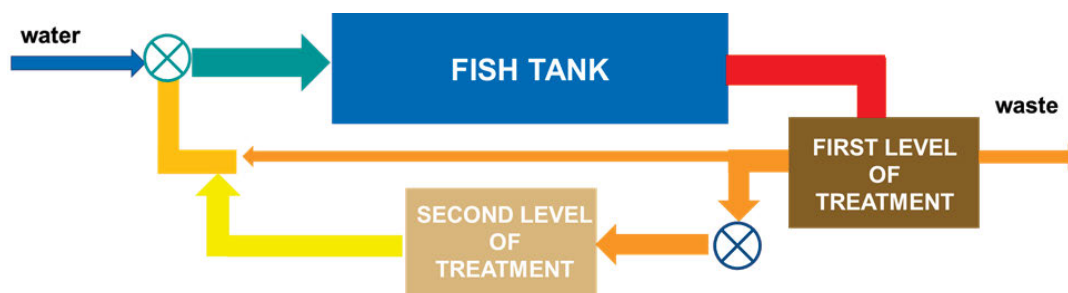 water
FISH TANK
waste
FIRST LEVEL
OF
TREATMENT
SECOND LEVEL
OF
TREATMENT